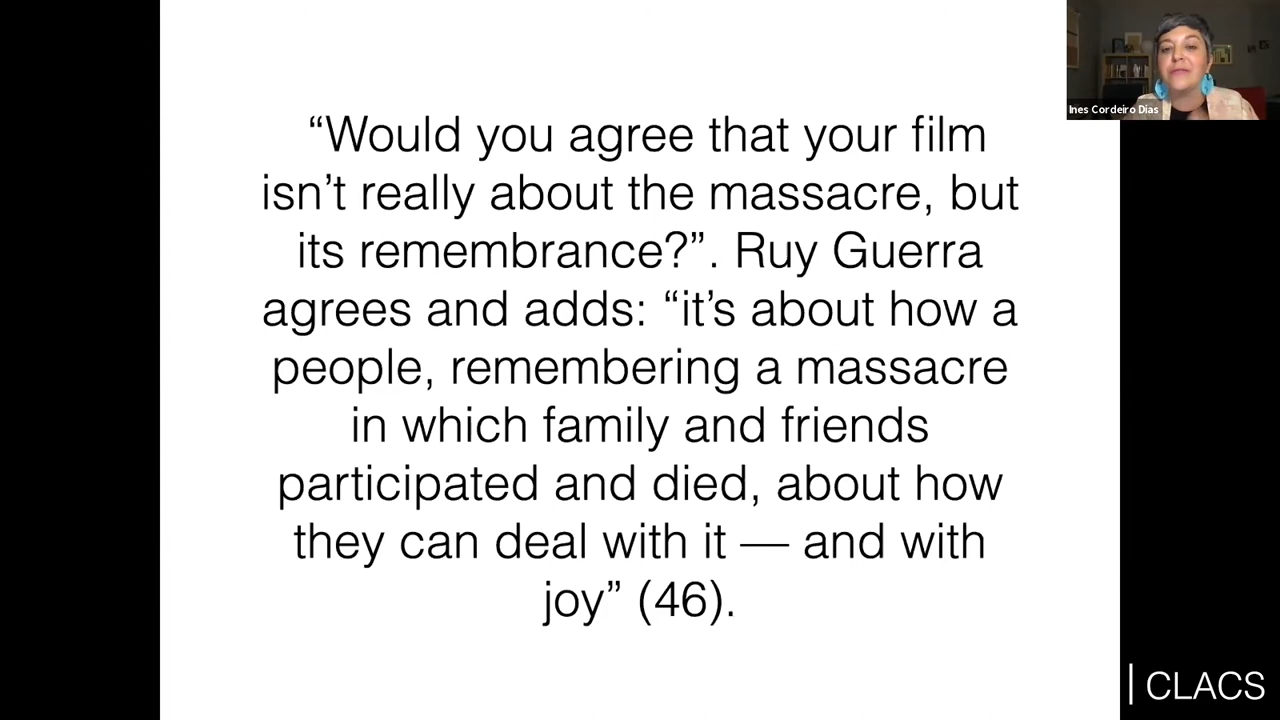 “Would you agree that your film
isn’t really about the massacre, but
its remembrance?”. Ruy Guerra
agrees and adds: “it’s about how a
people, remembering a massacre
in which family and friends
participated and died, about how
they can deal with it — and with
joy” (46).
Ines Cordeiro Dias
| CLACS